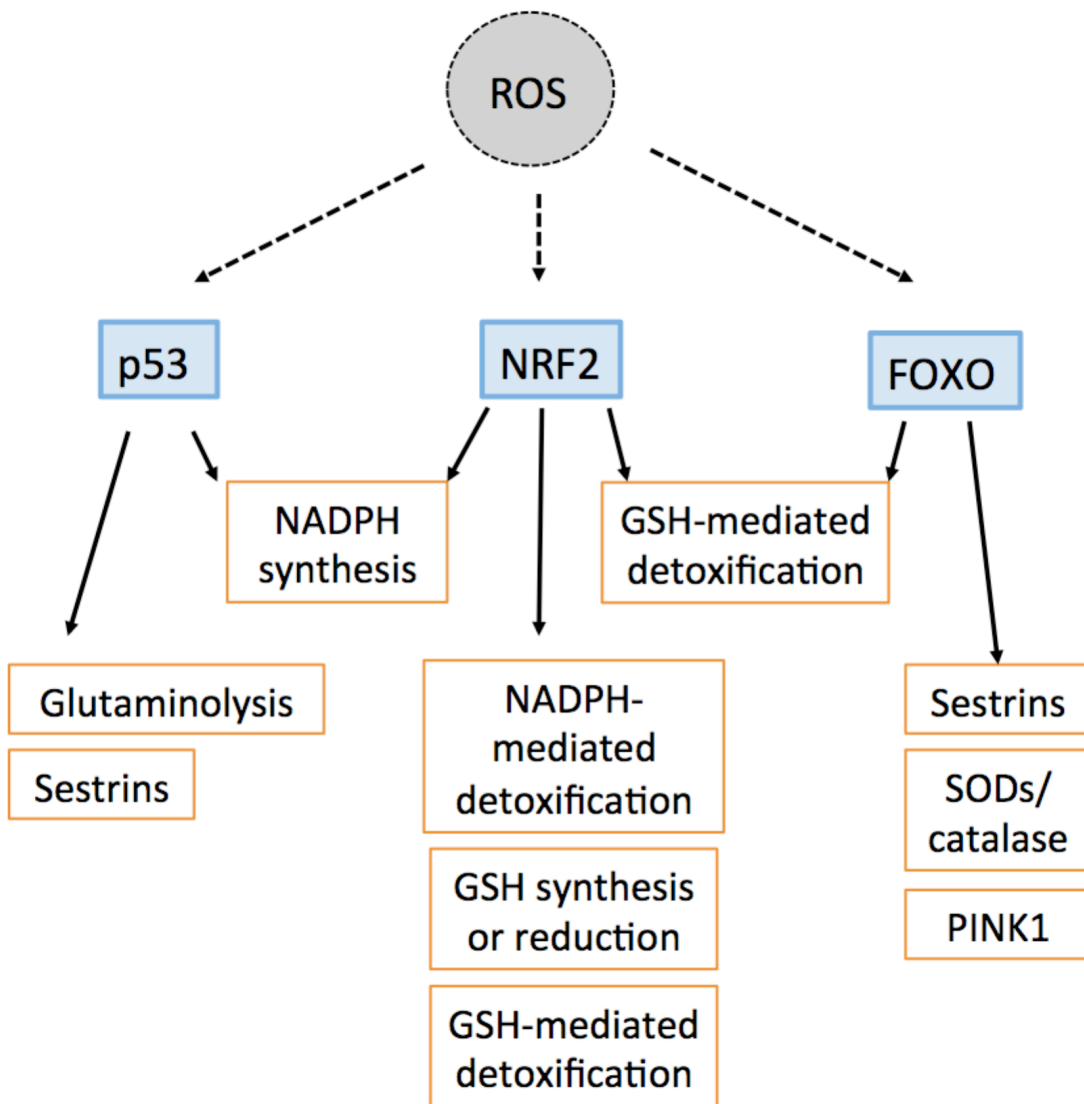 ROS
p53
NRF2
FOXO
NADPH
synthesis
GSH-mediated
detoxification
Glutaminolysis
Sestrins
NADPH-
mediated
detoxification
GSH synthesis
or reduction
GSH-mediated
detoxification
Sestrins
SODs/
catalase
PINK1